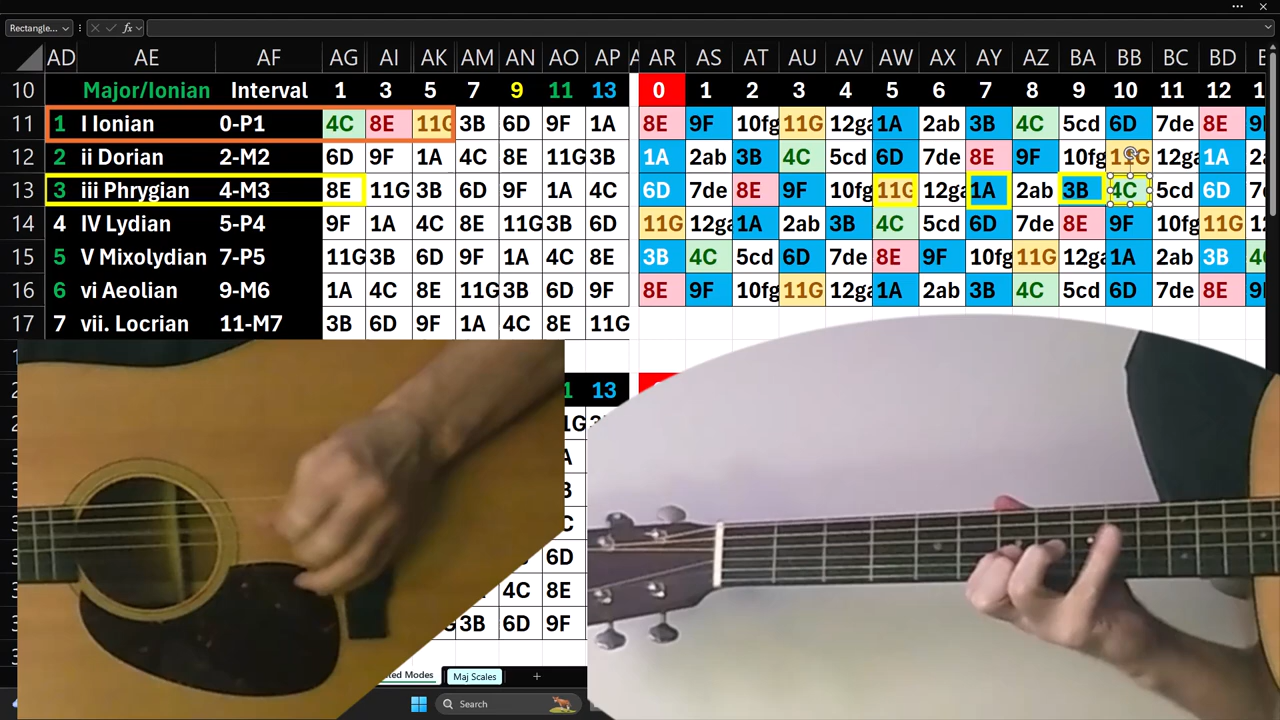 Rectangle... fx
AD AE AF AG AI AK AM AN AO AP AR AS AT AU AV AW AX AY AZ BA BB BC BD
10 Major/Ionian Interval 1 3 5 7 9 11 13 0 1 2 3 4 5 6 7 8 9 10 11 12
11 1 I Ionian 0-P1 4C 8E 11G 3B 6D 9F 1A 8E 9F 10fg 11G 12ga 1A 2ab 3B 4C 5cd 6D 7de 8E
12 2 ii Dorian 2-M2 6D 9F 1A 4C 8E 11G 3B 1A 2ab 3B 4C 5cd 6D 7de 8E 9F 10fg 11G 12ga 1A
13 3 iii Phrygian 4-M3 8E 11G 3B 6D 9F 1A 4C 6D 7de 8E 9F 10fg 11G 12ga 1A 2ab 3B 4C 5cd 6D
14 4 IV Lydian 5-P4 9F 1A 4C 8E 11G 3B 6D 11G 12ga 1A 2ab 3B 4C 5cd 6D 7de 8E 9F 10fg 11G
15 5 V Mixolydian 7-P5 11G 3B 6D 9F 1A 4C 8E 3B 4C 5cd 6D 7de 8E 9F 10fg 11G 12ga 1A 2ab 3B
16 6 vi Aeolian 9-M6 1A 4C 8E 11G 3B 6D 9F 8E 9F 10fg 11G 12ga 1A 2ab 3B 4C 5cd 6D 7de 8E
17 7 vii. Locrian 11-M7 3B 6D 9F 1A 4C 8E 11G
13
4C 8E
3B 6D 9F
Modes Maj Scales +
Search